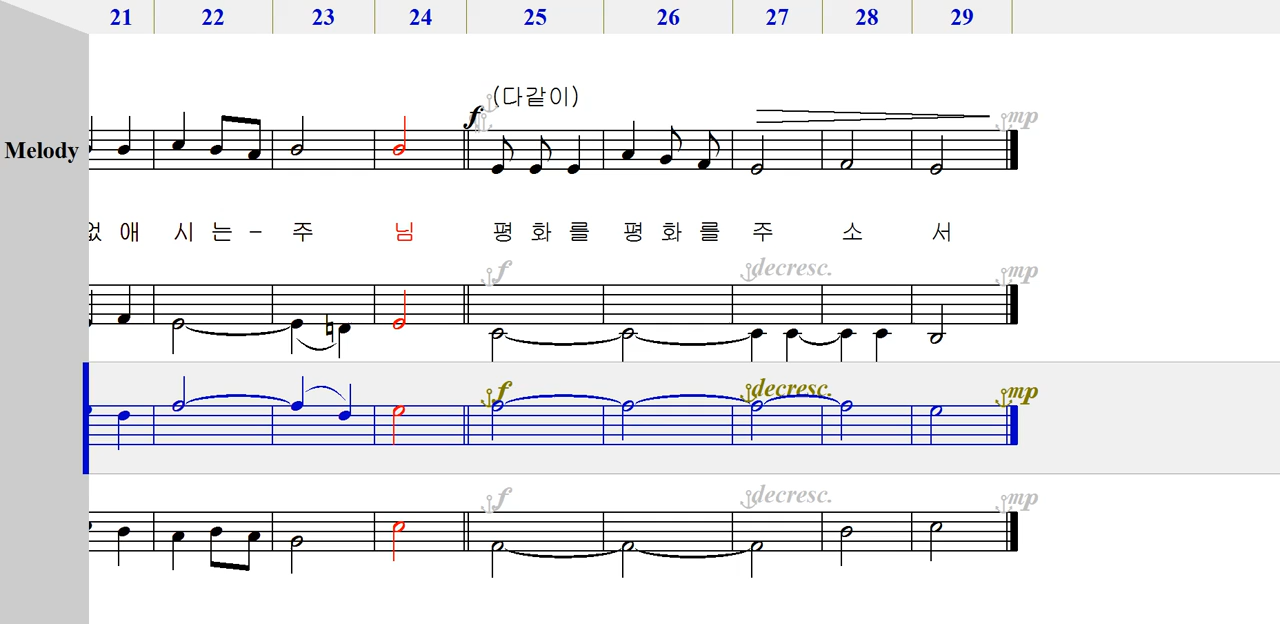 21 22 23 24 25 26 27 28 29
(다같이)
f mp
Melody
없 애 시 는 - 주 님 평 화 를 평 화 를 주 소 서
f decresc. mp
f decresc. mp
f decresc. mp